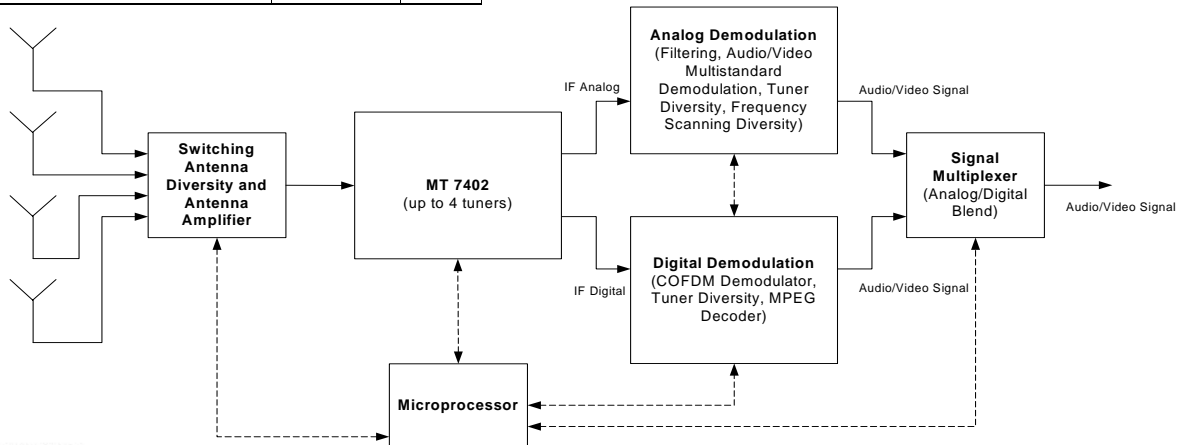 Switching
Antenna
Diversity and
Antenna
Amplifier
MT 7402
(up to 4 tuners)
IF Analog
IF Digital
Analog Demodulation
(Filtering, Audio/Video
Multistandard
Demodulation, Tuner
Diversity, Frequency
Scanning Diversity)
Digital Demodulation
(COFDM Demodulator,
Tuner Diversity, MPEG
Decoder)
Audio/Video Signal
Audio/Video Signal
Signal
Multiplexer
(Analog/Digital
Blend)
Audio/Video Signal
Microprocessor